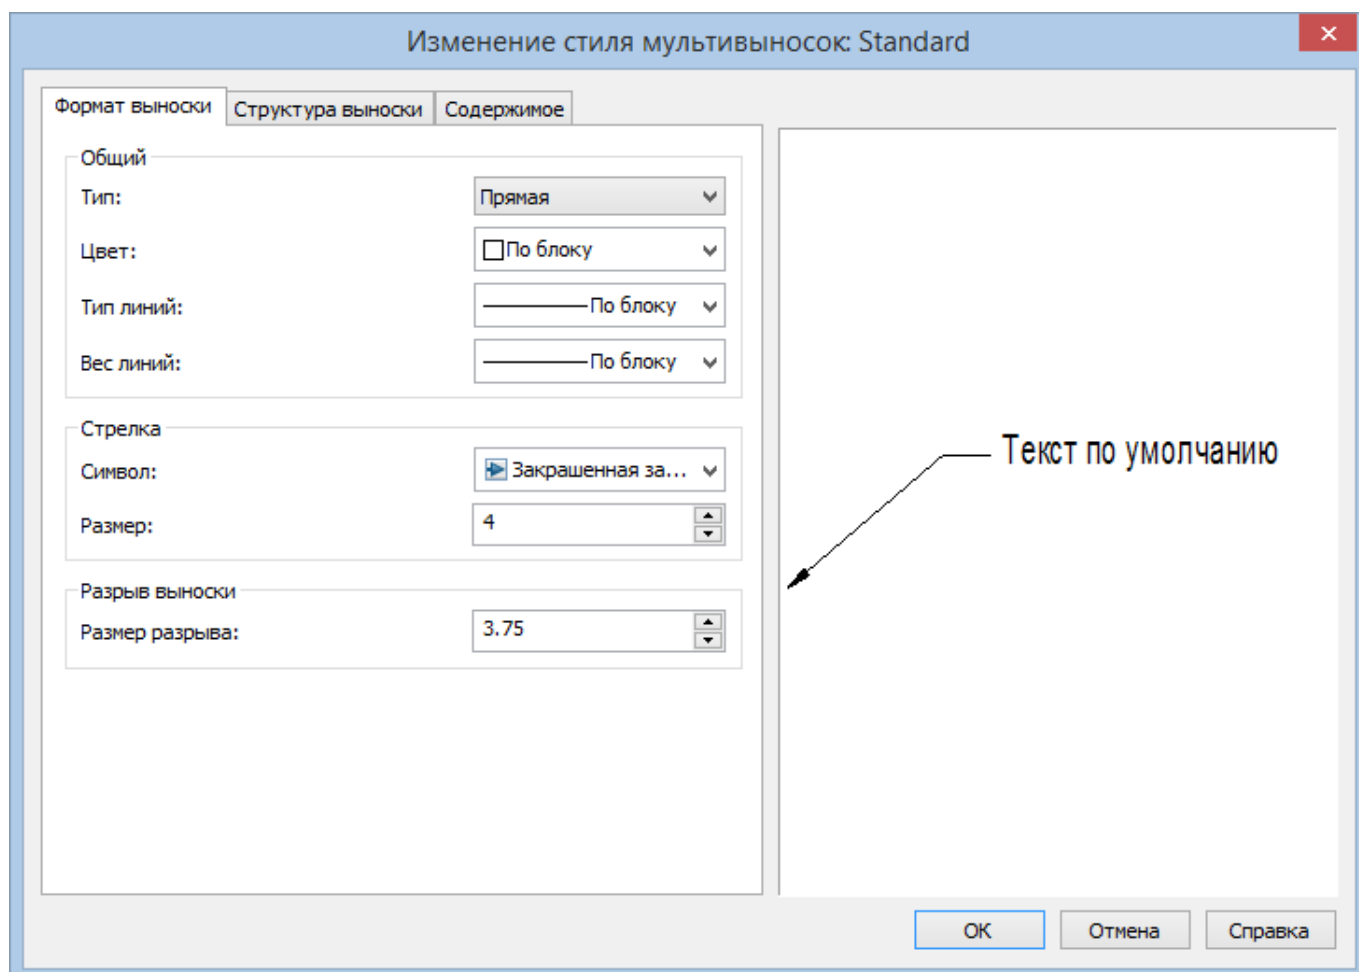 Изменение стиля мультивыносок: Standard
Формат выноски
Структура выноски
Содержимое
Общий
Тип:
Прямая
Цвет:
По блоку
Тип линий:
По блоку
Вес линий:
По блоку
Стрелка
Символ:
Закрашенная за...
Размер:
4
Разрыв выноски
Размер разрыва:
3.75
Текст по умолчанию
ОК
Отмена
Справка